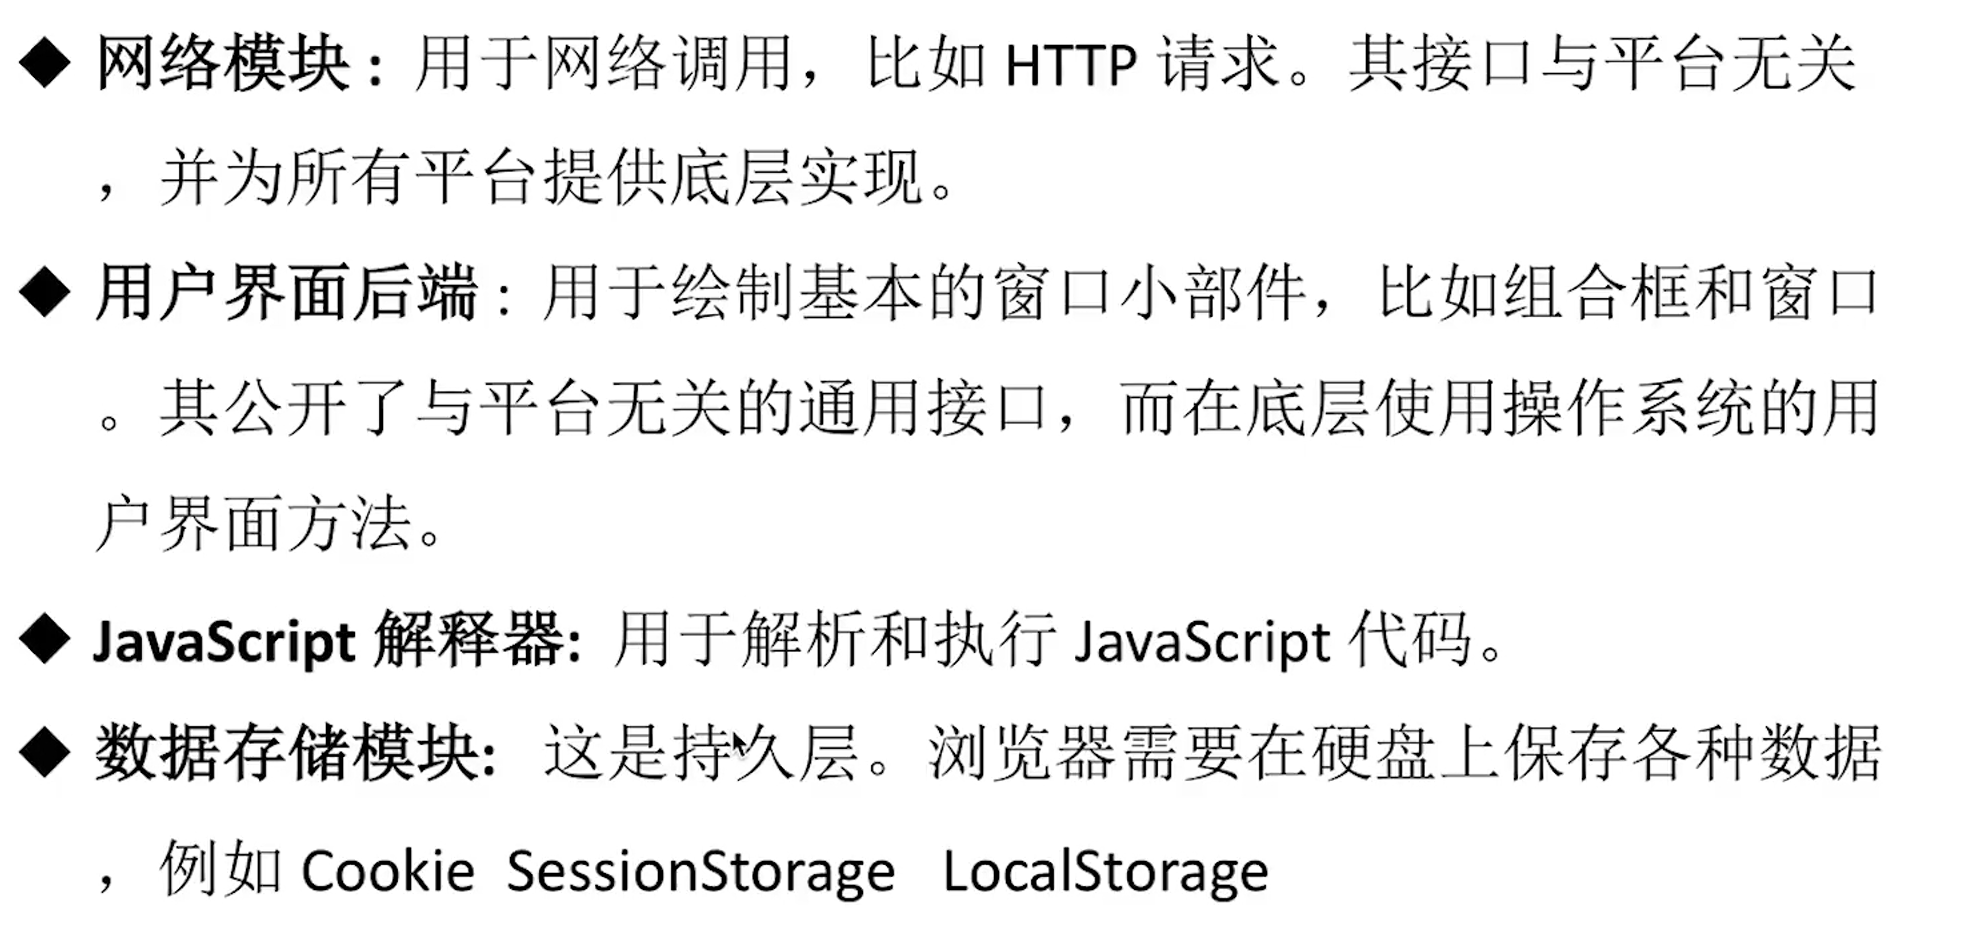 ◆ 网络模块：用于网络调用，比如 HTTP 请求。其接口与平台无关
，并为所有平台提供底层实现。
◆ 用户界面后端：用于绘制基本的窗口小部件，比如组合框和窗口
。其公开了与平台无关的通用接口，而在底层使用操作系统的用
户界面方法。
◆ JavaScript 解释器: 用于解析和执行 JavaScript 代码。
◆ 数据存储模块: 这是持久层。浏览器需要在硬盘上保存各种数据
，例如 Cookie SessionStorage LocalStorage